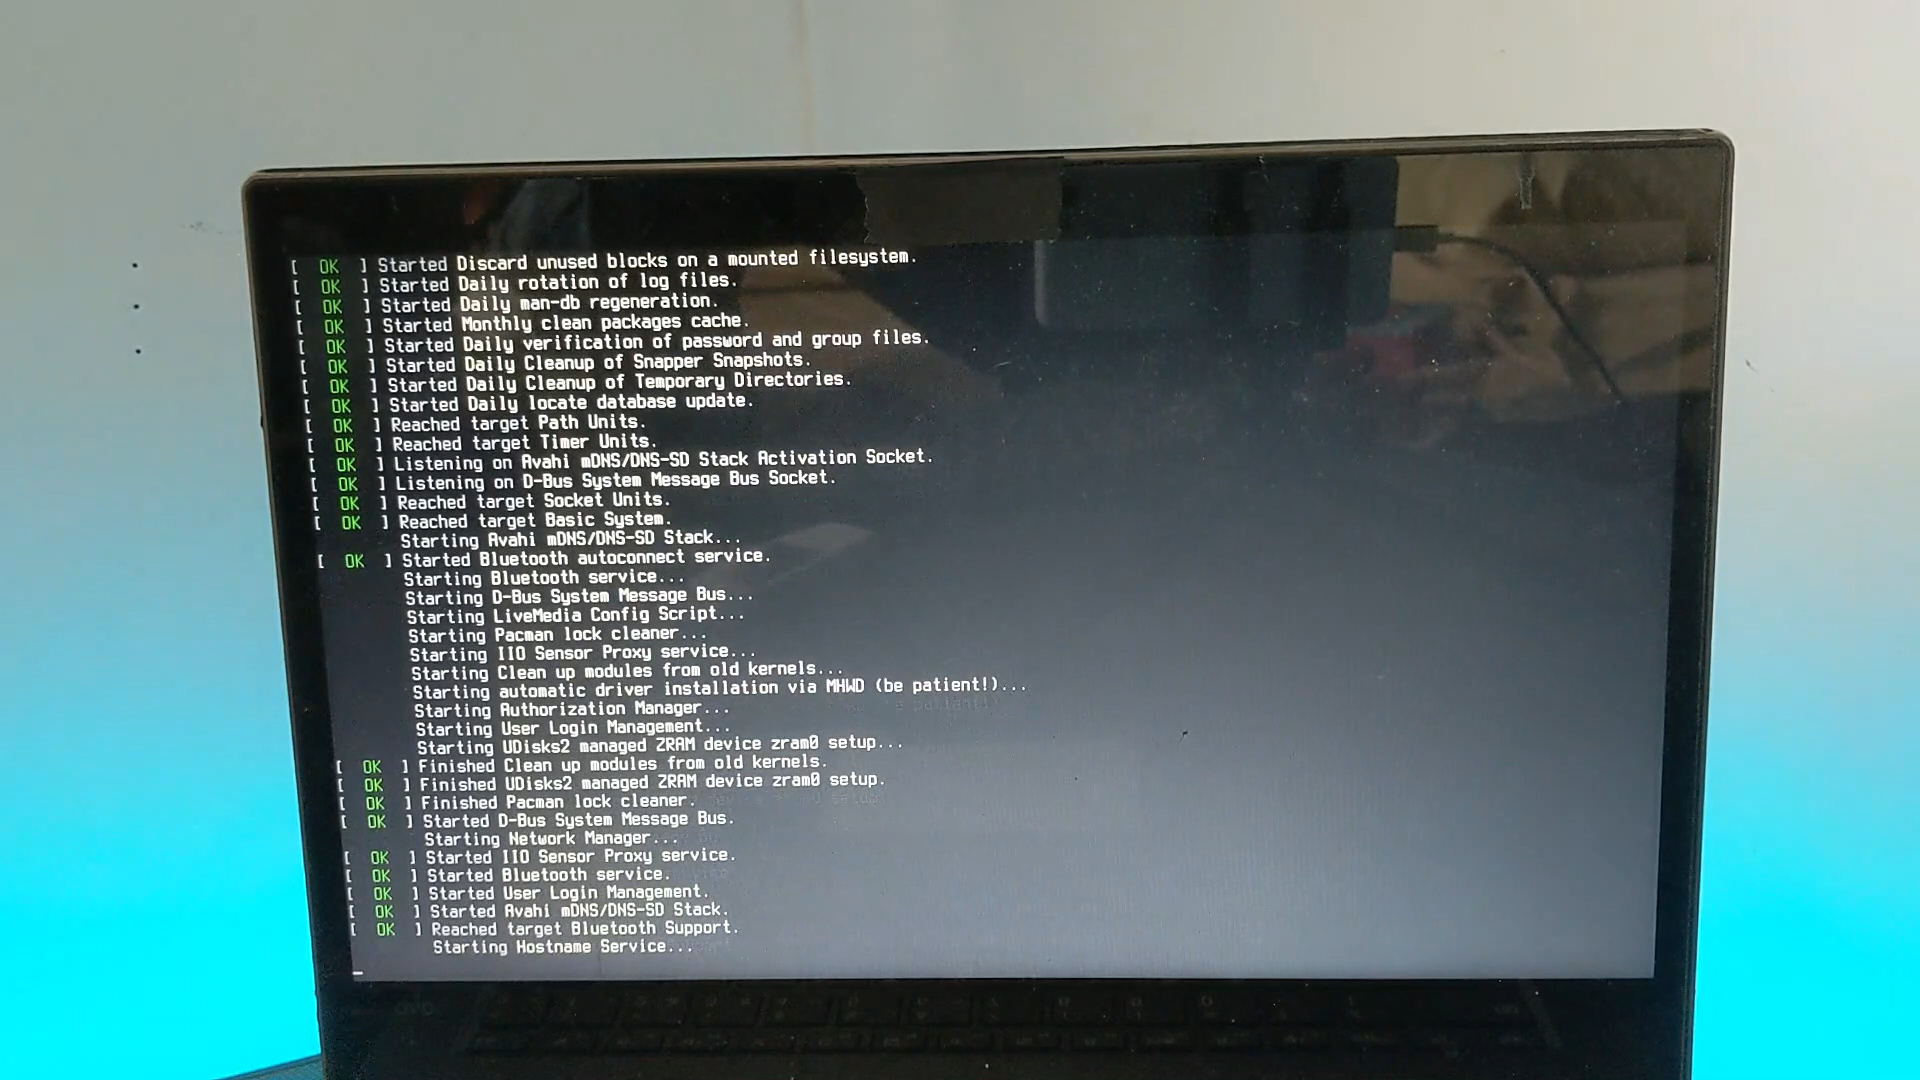 [ OK ] Started Discard unused blocks on a mounted filesystem.
[ OK ] Started Daily rotation of log files.
[ OK ] Started Daily man-db regeneration.
[ OK ] Started Monthly clean packages cache.
[ OK ] Started Daily verification of password and group files.
[ OK ] Started Daily Cleanup of Snapper Snapshots.
[ OK ] Started Daily Cleanup of Temporary Directories.
[ OK ] Started Daily locate database update.
[ OK ] Reached target Path Units.
[ OK ] Reached target Timer Units.
[ OK ] Listening on Avahi mDNS/DNS-SD Stack Activation Socket.
[ OK ] Listening on D-Bus System Message Bus Socket.
[ OK ] Reached target Socket Units.
[ OK ] Reached target Basic System.
Starting Avahi mDNS/DNS-SD Stack...
[ OK ] Started Bluetooth autoconnect service.
Starting Bluetooth service...
Starting D-Bus System Message Bus...
Starting LiveMedia Config Script...
Starting Pacman lock cleaner...
Starting IIO Sensor Proxy service...
Starting Clean up modules from old kernels...
Starting automatic driver installation via MHWD (be patient!)...
Starting Authorization Manager...
Starting User Login Management...
Starting UDisks2 managed ZRAM device zram0 setup...
[ OK ] Finished Clean up modules from old kernels.
[ OK ] Finished UDisks2 managed ZRAM device zram0 setup.
[ OK ] Finished Pacman lock cleaner.
[ OK ] Started D-Bus System Message Bus.
Starting Network Manager...
[ OK ] Started IIO Sensor Proxy service.
[ OK ] Started Bluetooth service.
[ OK ] Started User Login Management.
[ OK ] Started Avahi mDNS/DNS-SD Stack.
[ OK ] Reached target Bluetooth Support.
Starting Hostname Service...